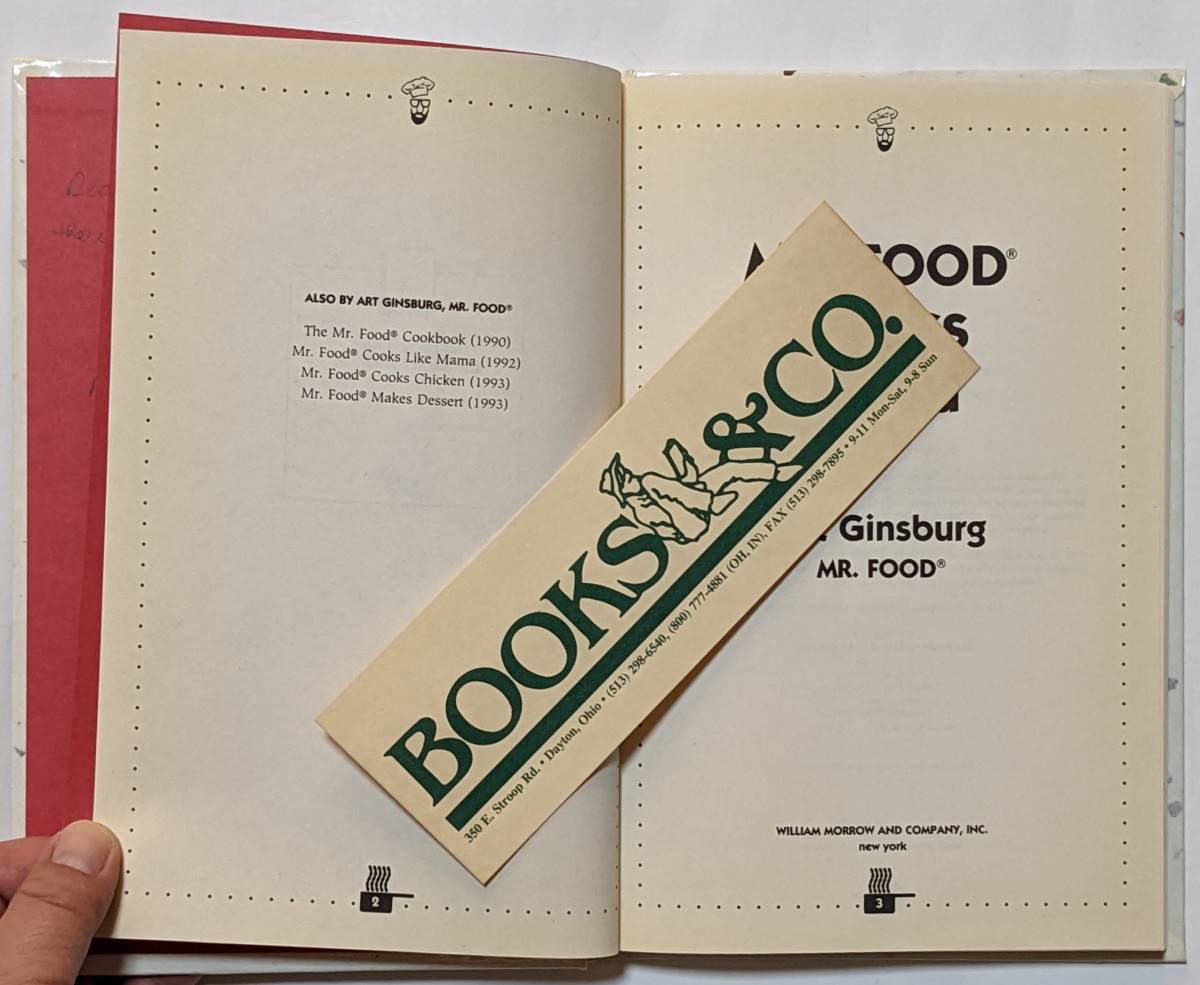 ALSO BY ART GINSBURG, MR. FOOD®
The Mr. Food® Cookbook (1990)
Mr. Food® Cooks Like Mama (1992)
Mr. Food® Cooks Chicken (1993)
Mr. Food® Makes Dessert (1993)
2
BOOKS & CO.
350 E. Stroop Rd. • Dayton, Ohio • (513) 298-6540, (800) 777-4881 (OH, IN), FAX (513) 298-7895 • 9-11 Mon-Sat, 9-8 Sun
FOOD®
Ginsburg
MR. FOOD®
WILLIAM MORROW AND COMPANY, INC.
new york
3